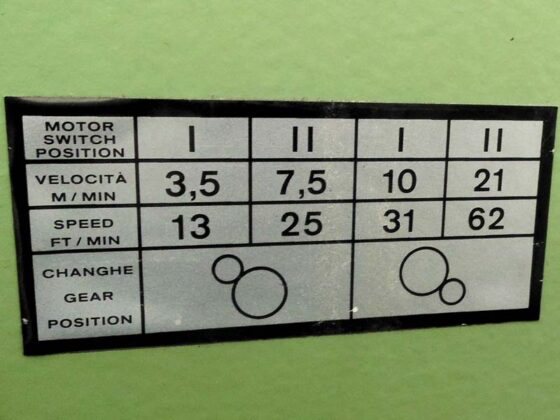 MOTOR
SWITCH
POSITION
I II I II
VELOCITÀ
M / MIN
3,5 7,5 10 21
SPEED
FT / MIN
13 25 31 62
CHANGHE
GEAR
POSITION